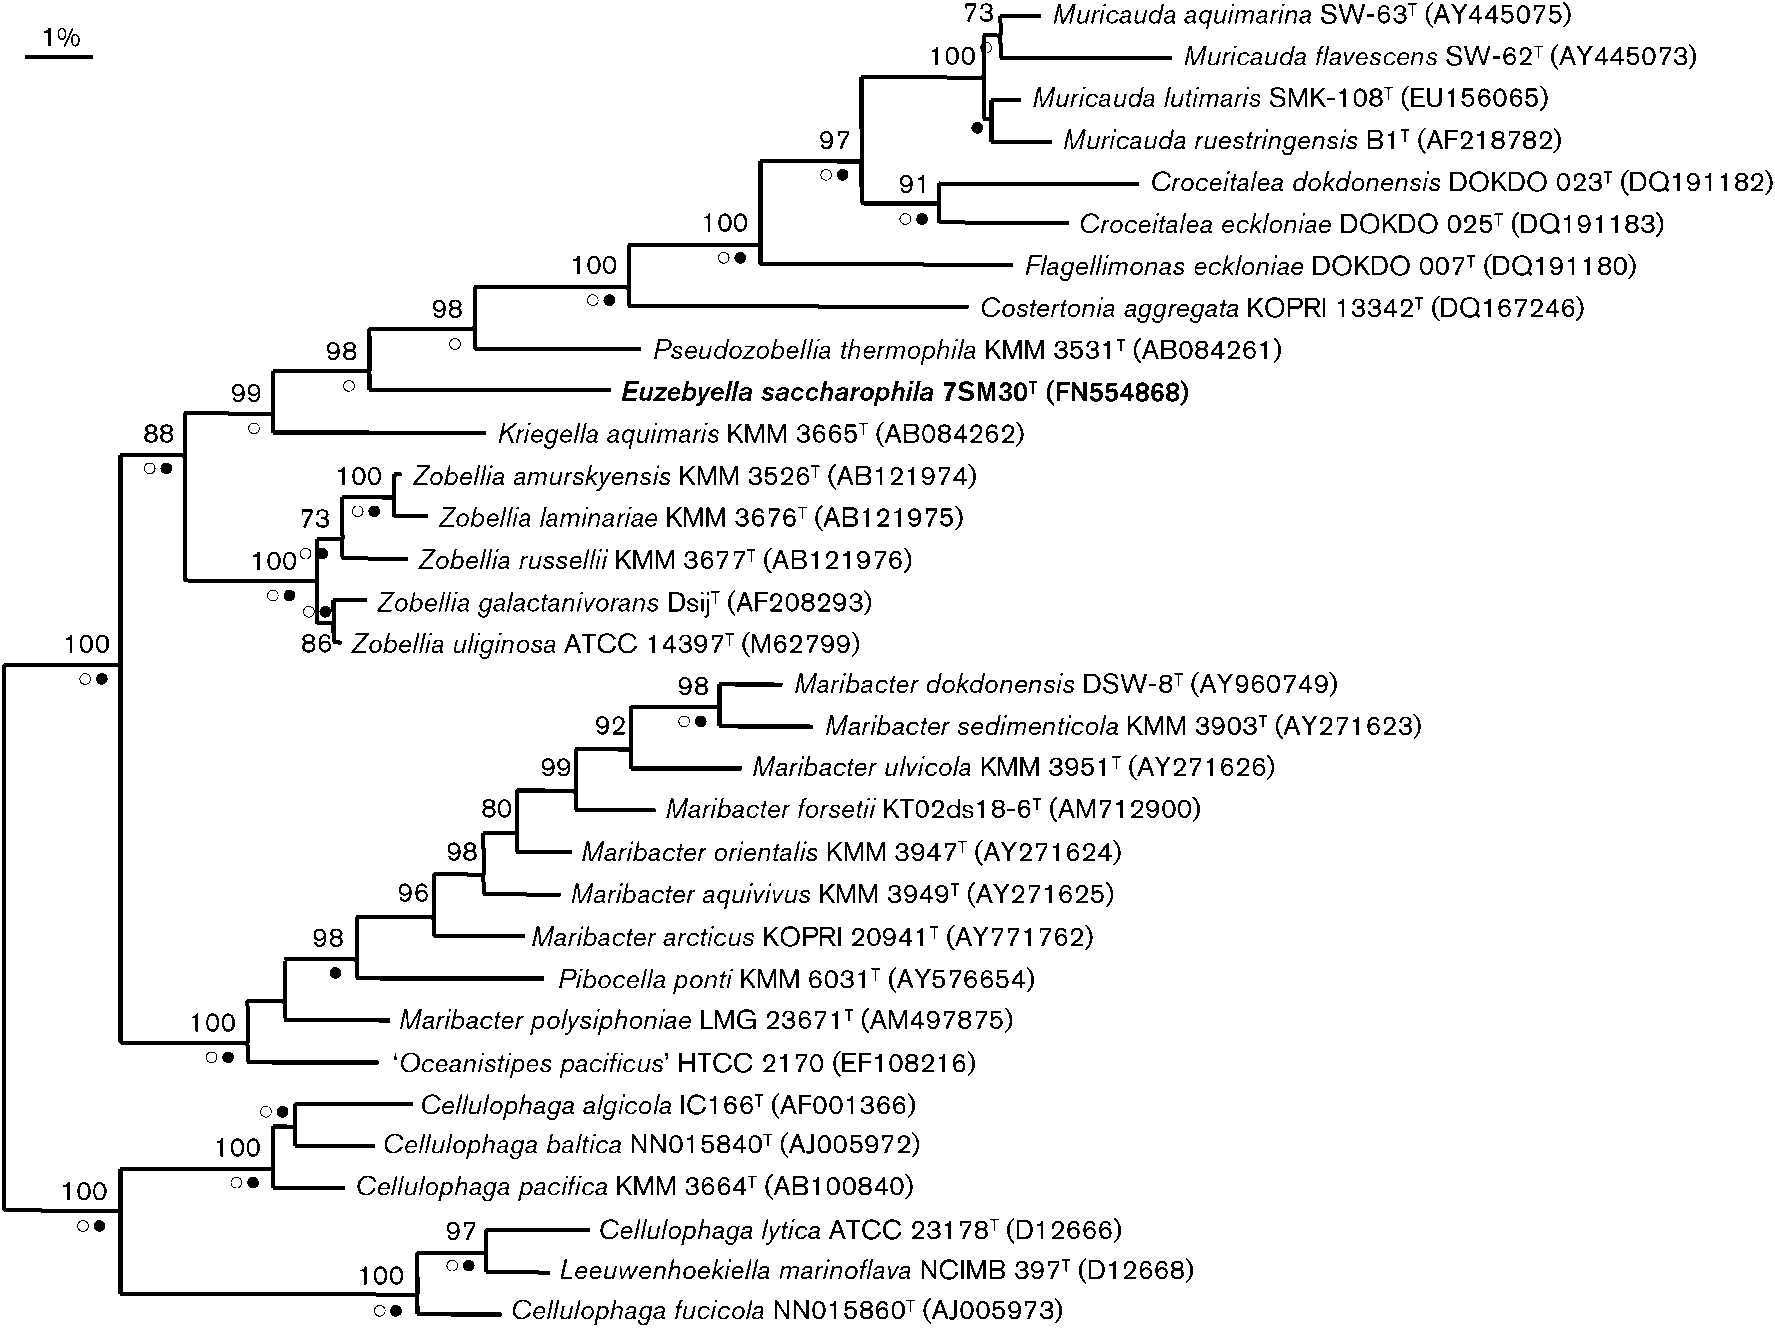 1%
73
Muricauda aquimarina SW-63ᵀ (AY445075)
100
Muricauda flavescens SW-62ᵀ (AY445073)
Muricauda lutimaris SMK-108ᵀ (EU156065)
97
Muricauda ruestringensis B1ᵀ (AF218782)
91
Croceitalea dokdonensis DOKDO 023ᵀ (DQ191182)
100
Croceitalea eckloniae DOKDO 025ᵀ (DQ191183)
100
Flagellimonas eckloniae DOKDO 007ᵀ (DQ191180)
98
Costertonia aggregata KOPRI 13342ᵀ (DQ167246)
98
Pseudozobellia thermophila KMM 3531ᵀ (AB084261)
99
Euzebyella saccharophila 7SM30ᵀ (FN554868)
88
Kriegella aquimaris KMM 3665ᵀ (AB084262)
100
Zobellia amurskyensis KMM 3526ᵀ (AB121974)
73
Zobellia laminariae KMM 3676ᵀ (AB121975)
100
Zobellia russellii KMM 3677ᵀ (AB121976)
Zobellia galactanivorans Dsijᵀ (AF208293)
100
86
Zobellia uliginosa ATCC 14397ᵀ (M62799)
98
Maribacter dokdonensis DSW-8ᵀ (AY960749)
92
Maribacter sedimenticola KMM 3903ᵀ (AY271623)
99
Maribacter ulvicola KMM 3951ᵀ (AY271626)
80
Maribacter forsetii KT02ds18-6ᵀ (AM712900)
98
Maribacter orientalis KMM 3947ᵀ (AY271624)
96
Maribacter aquivivus KMM 3949ᵀ (AY271625)
98
Maribacter arcticus KOPRI 20941ᵀ (AY771762)
Pibocella ponti KMM 6031ᵀ (AY576654)
100
Maribacter polysiphoniae LMG 23671ᵀ (AM497875)
‘Oceanistipes pacificus’ HTCC 2170 (EF108216)
Cellulophaga algicola IC166ᵀ (AF001366)
100
Cellulophaga baltica NN015840ᵀ (AJ005972)
100
Cellulophaga pacifica KMM 3664ᵀ (AB100840)
97
Cellulophaga lytica ATCC 23178ᵀ (D12666)
100
Leeuwenhoekiella marinoflava NCIMB 397ᵀ (D12668)
Cellulophaga fucicola NN015860ᵀ (AJ005973)